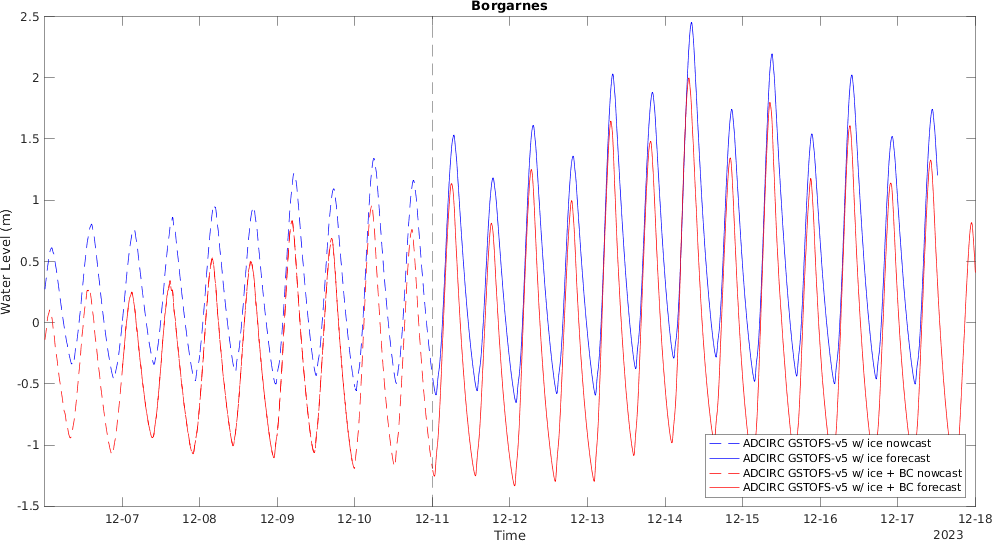 Borgarnes
2.5
2
1.5
1
0.5
0
-0.5
-1
-1.5
Water Level (m)
ADCIRC GSTOFS-v5 w/ ice nowcast
ADCIRC GSTOFS-v5 w/ ice forecast
ADCIRC GSTOFS-v5 w/ ice + BC nowcast
ADCIRC GSTOFS-v5 w/ ice + BC forecast
12-07 12-08 12-09 12-10 12-11 12-12 12-13 12-14 12-15 12-16 12-17 12-18
Time
2023